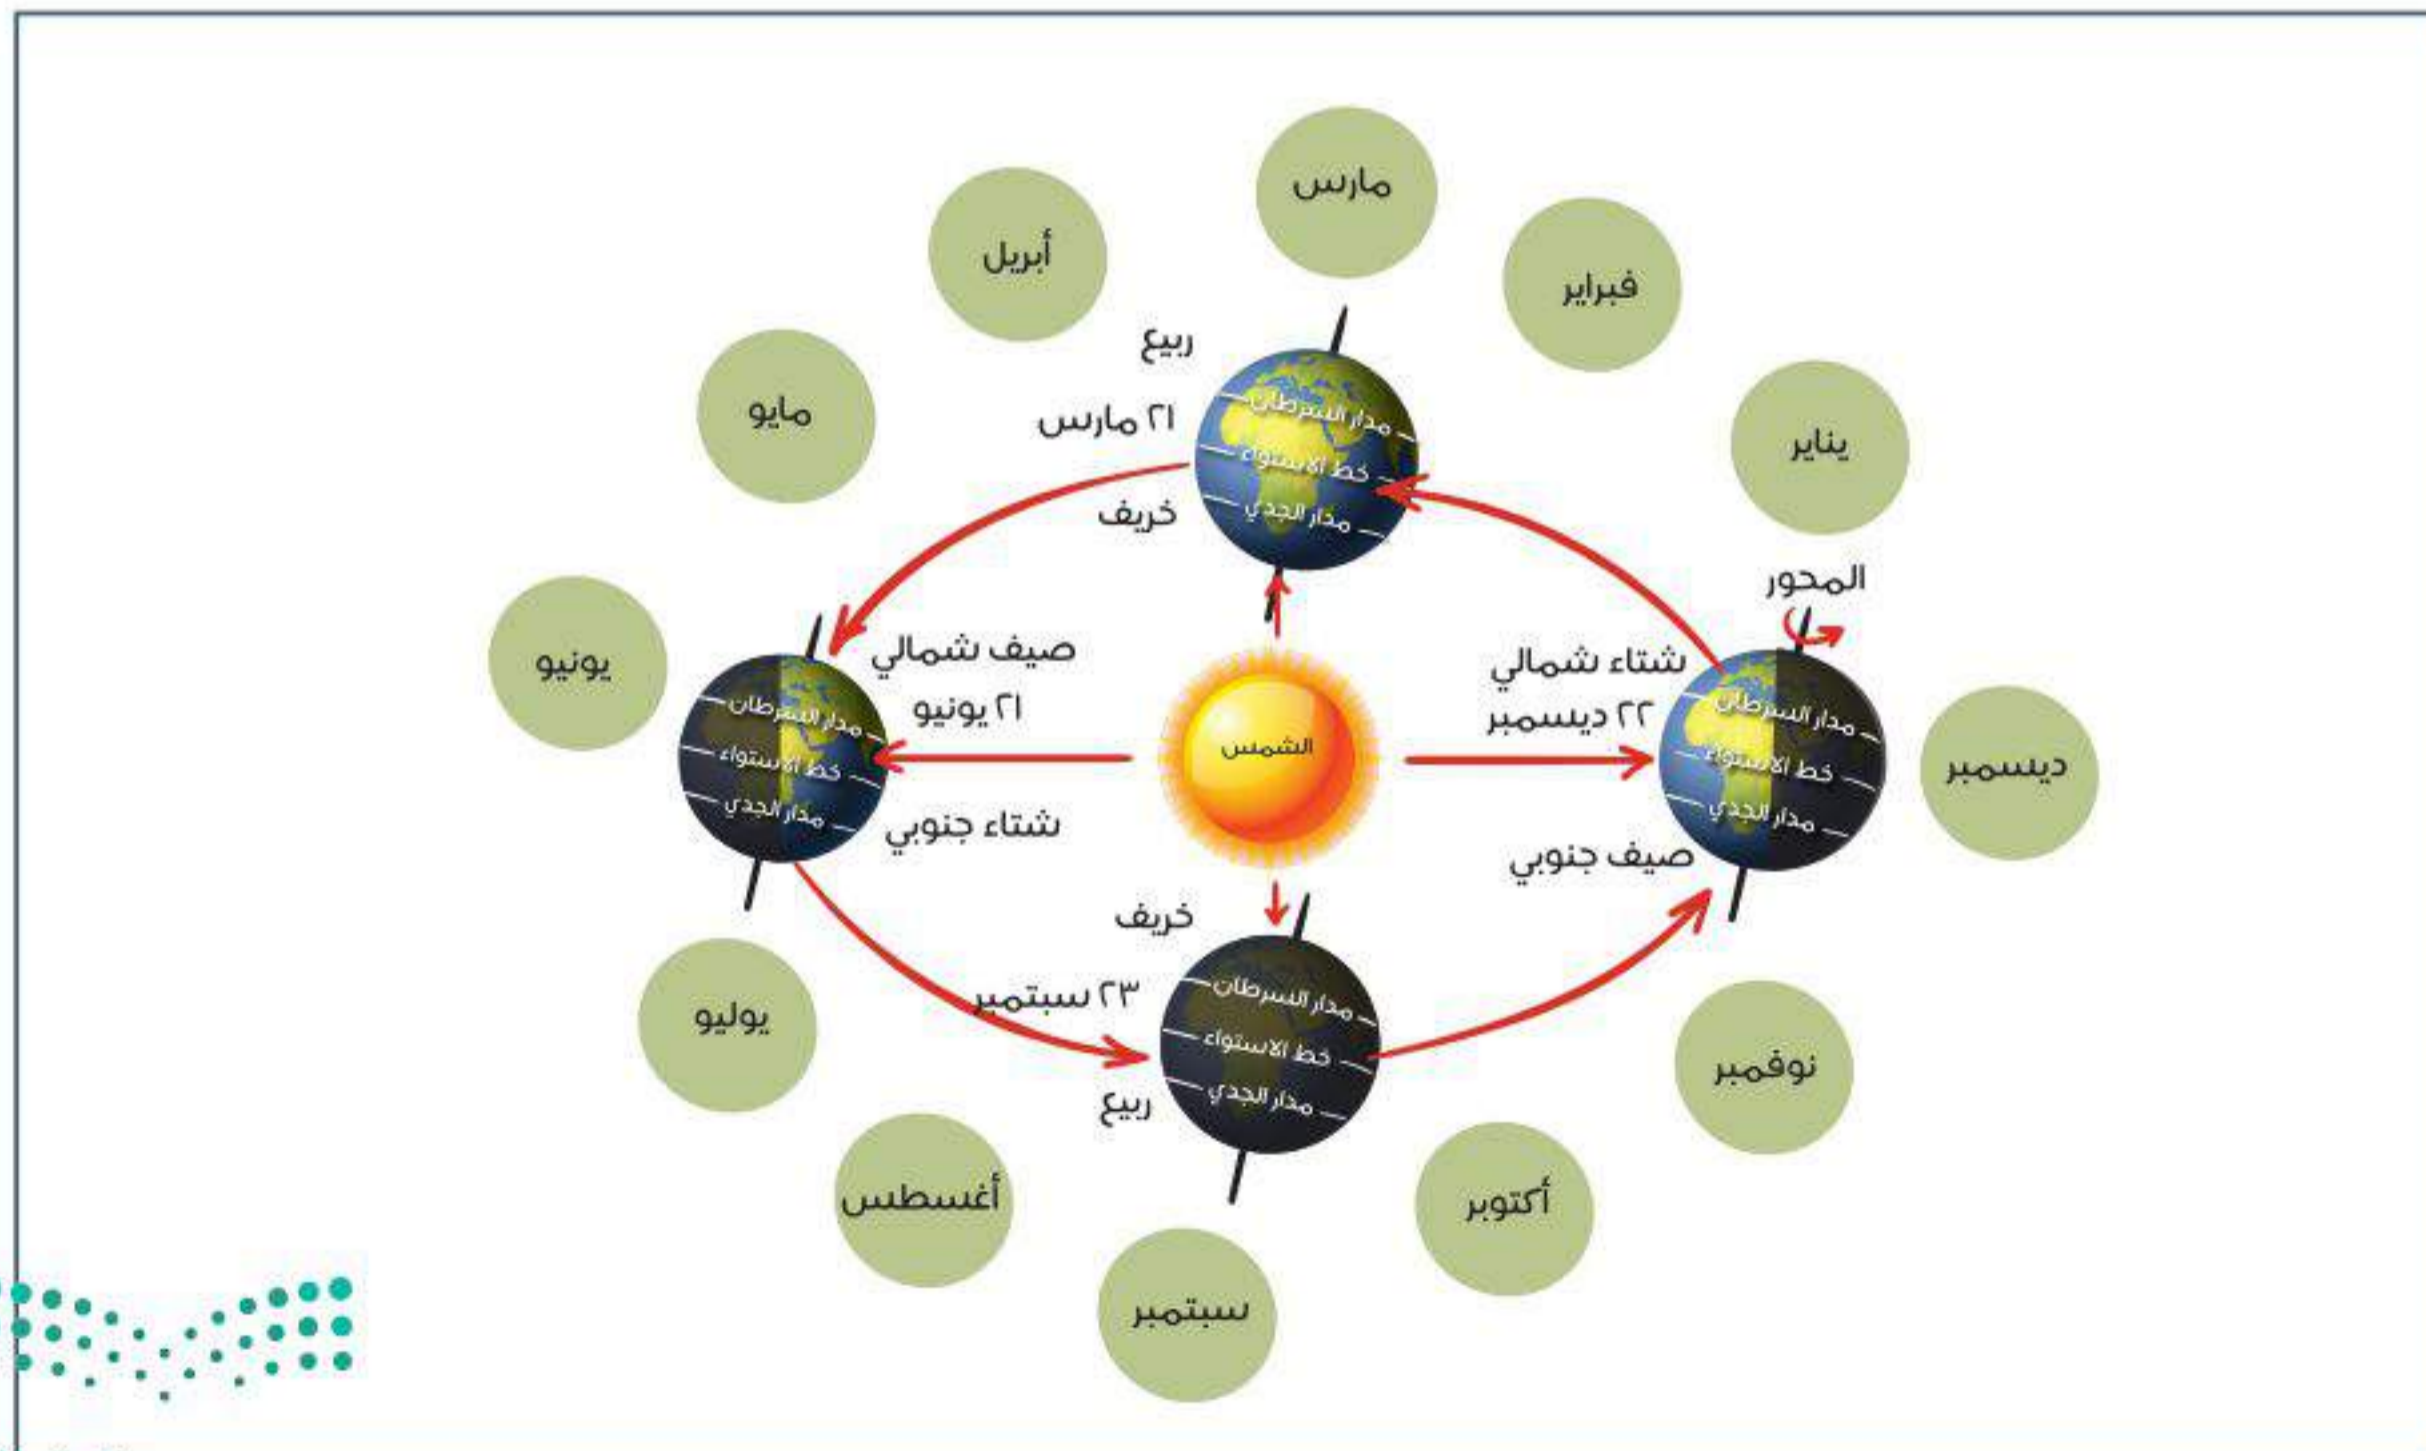 مارس
أبريل
فبراير
ربيع
مايو
٢١ مارس
يناير
مدار السرطان
خط الاستواء
مدار الجدي
خريف
المحور
يونيو
صيف شمالي
٢١ يونيو
شتاء جنوبي
مدار السرطان
خط الاستواء
مدار الجدي
الشمس
شتاء شمالي
٢٢ ديسمبر
صيف جنوبي
مدار السرطان
خط الاستواء
مدار الجدي
ديسمبر
خريف
٢٣ سبتمبر
ربيع
مدار السرطان
خط الاستواء
مدار الجدي
يوليو
نوفمبر
أغسطس
أكتوبر
سبتمبر